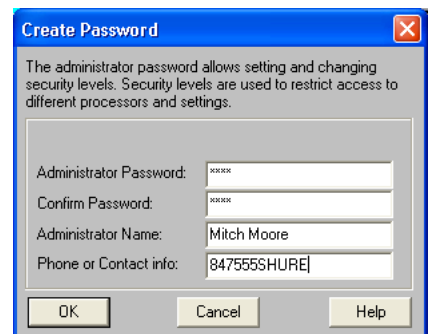 Create Password
The administrator password allows setting and changing
security levels. Security levels are used to restrict access to
different processors and settings.
Administrator Password: ****
Confirm Password: ****
Administrator Name: Mitch Moore
Phone or Contact info: 847555SHURE
OK Cancel Help